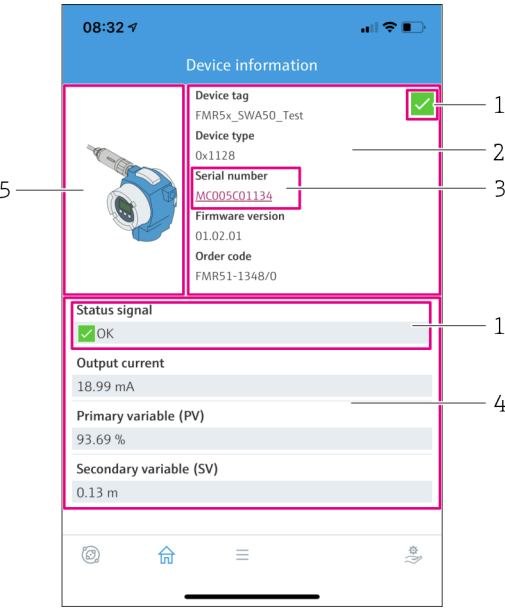 08:32
Device information
Device tag
FMR5x_SWA50_Test
Device type
0x1128
Serial number
MC005C01134
Firmware version
01.02.01
Order code
FMR51-1348/0
1
2
3
5
Status signal
OK
1
Output current
18.99 mA
4
Primary variable (PV)
93.69 %
Secondary variable (SV)
0.13 m